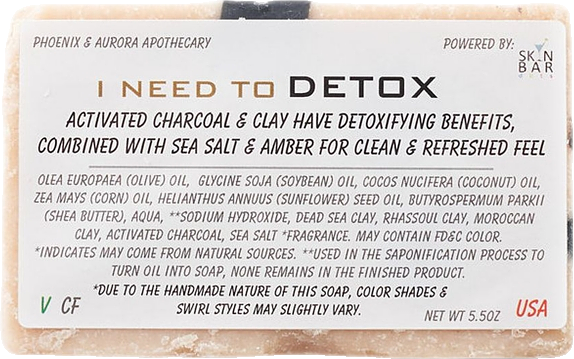 PHOENIX & AURORA APOTHECARY
POWERED BY:
SKIN
BAR
I NEED TO DETOX
ACTIVATED CHARCOAL & CLAY HAVE DETOXIFYING BENEFITS,
COMBINED WITH SEA SALT & AMBER FOR CLEAN & REFRESHED FEEL
OLEA EUROPAEA (OLIVE) OIL, GLYCINE SOJA (SOYBEAN) OIL, COCOS NUCIFERA (COCONUT) OIL,
ZEA MAYS (CORN) OIL, HELIANTHUS ANNUUS (SUNFLOWER) SEED OIL, BUTYROSPERMUM PARKII
(SHEA BUTTER), AQUA, **SODIUM HYDROXIDE, DEAD SEA CLAY, RHASSOUL CLAY, MOROCCAN
CLAY, ACTIVATED CHARCOAL, SEA SALT *FRAGRANCE. MAY CONTAIN FD&C COLOR.
*INDICATES MAY COME FROM NATURAL SOURCES. **USED IN THE SAPONIFICATION PROCESS TO
TURN OIL INTO SOAP, NONE REMAINS IN THE FINISHED PRODUCT.
*DUE TO THE HANDMADE NATURE OF THIS SOAP, COLOR SHADES &
SWIRL STYLES MAY SLIGHTLY VARY.
V CF
NET WT 5.5OZ
USA